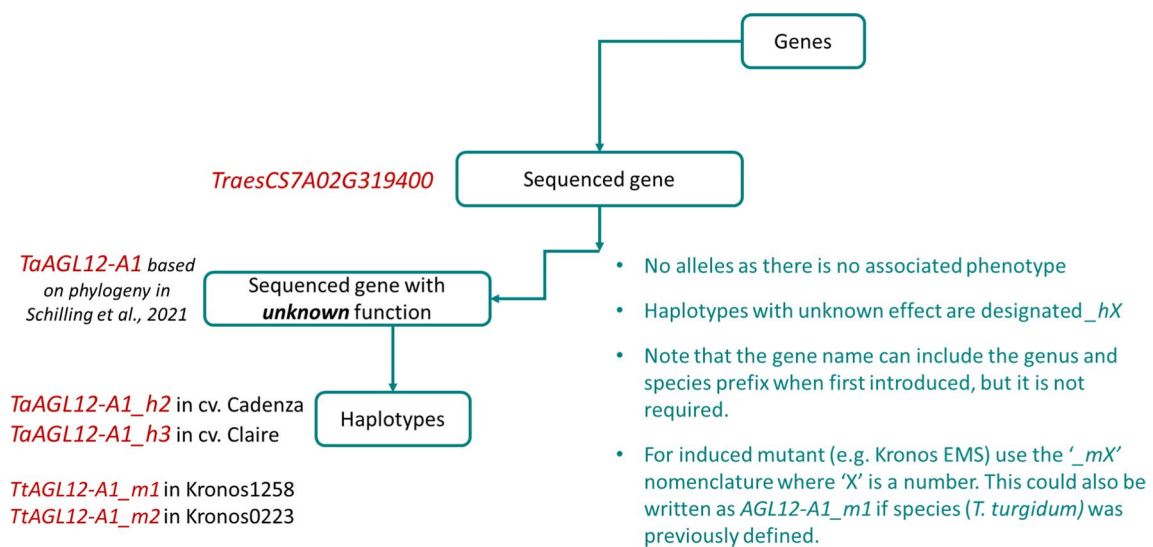 Genes
TraesCS7A02G319400
Sequenced gene
TaAGL12-A1 based
on phylogeny in
Schilling et al., 2021
Sequenced gene with
unknown function
TaAGL12-A1_h2 in cv. Cadenza
TaAGL12-A1_h3 in cv. Claire
Haplotypes
TtAGL12-A1_m1 in Kronos1258
TtAGL12-A1_m2 in Kronos0223
• No alleles as there is no associated phenotype
• Haplotypes with unknown effect are designated _hX
• Note that the gene name can include the genus and
species prefix when first introduced, but it is not
required.
• For induced mutant (e.g. Kronos EMS) use the ‘_mX’
nomenclature where ‘X’ is a number. This could also be
written as AGL12-A1_m1 if species (T. turgidum) was
previously defined.